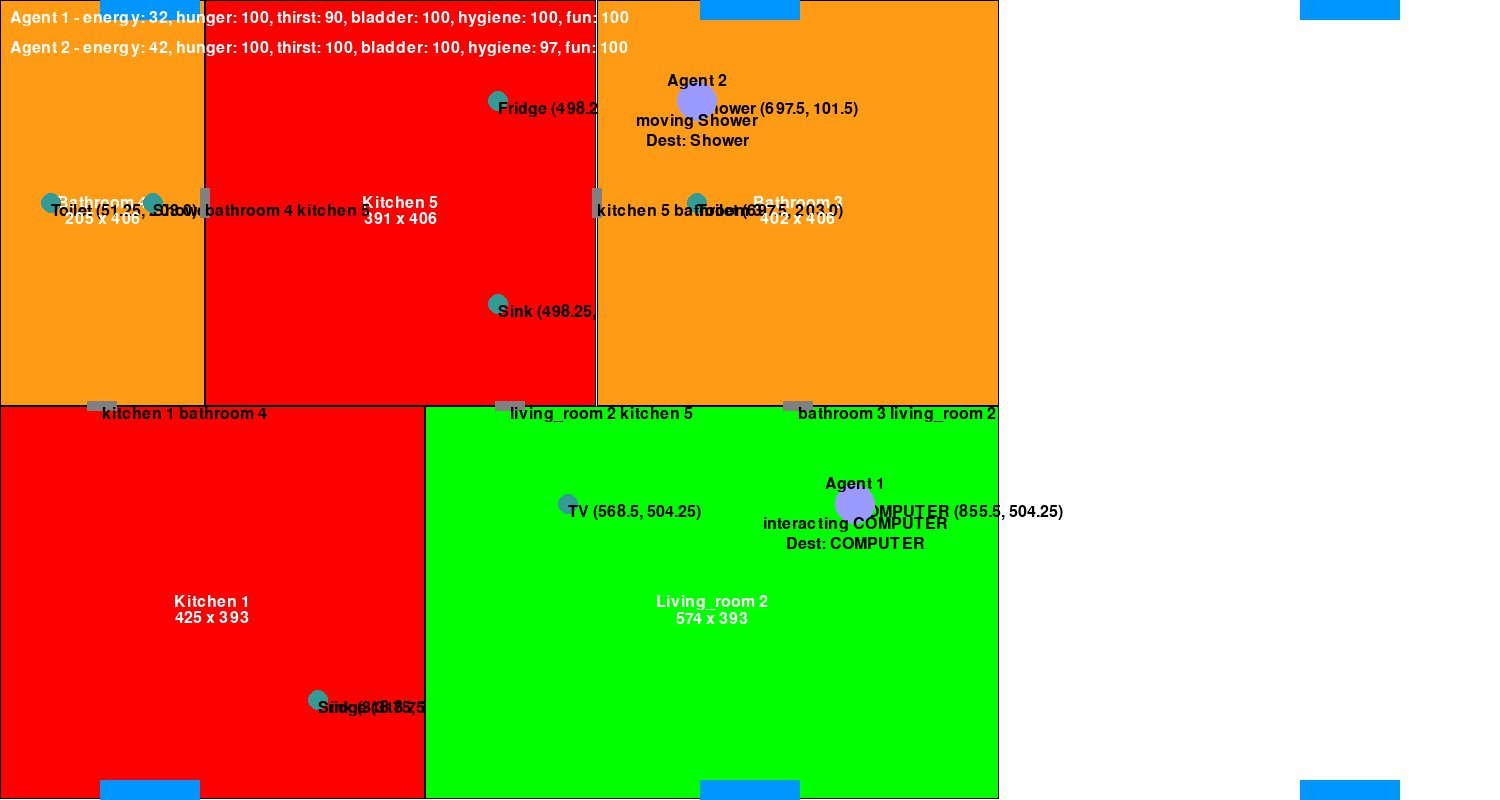 Agent 1 - energy: 32, hunger: 100, thirst: 90, bladder: 100, hygiene: 100, fun: 100
Agent 2 - energy: 42, hunger: 100, thirst: 100, bladder: 100, hygiene: 97, fun: 100
Agent 2
Fridge (498.2
hower (697.5, 101.5)
moving Shower
Dest: Shower
Bathroom 4
205 x 406
Toilet (51.25, 203.0)
Show
bathroom 4 kitchen 5
Kitchen 5
391 x 406
kitchen 5 bathroom 3
Toilet (697.5, 203.0)
Bathroom 3
402 x 406
Sink (498.25,
kitchen 1 bathroom 4
living_room 2 kitchen 5
bathroom 3 living_room 2
Agent 1
TV (568.5, 504.25)
OMPUTER (855.5, 504.25)
interacting COMPUTER
Dest: COMPUTER
Kitchen 1
425 x 393
Living_room 2
574 x 393